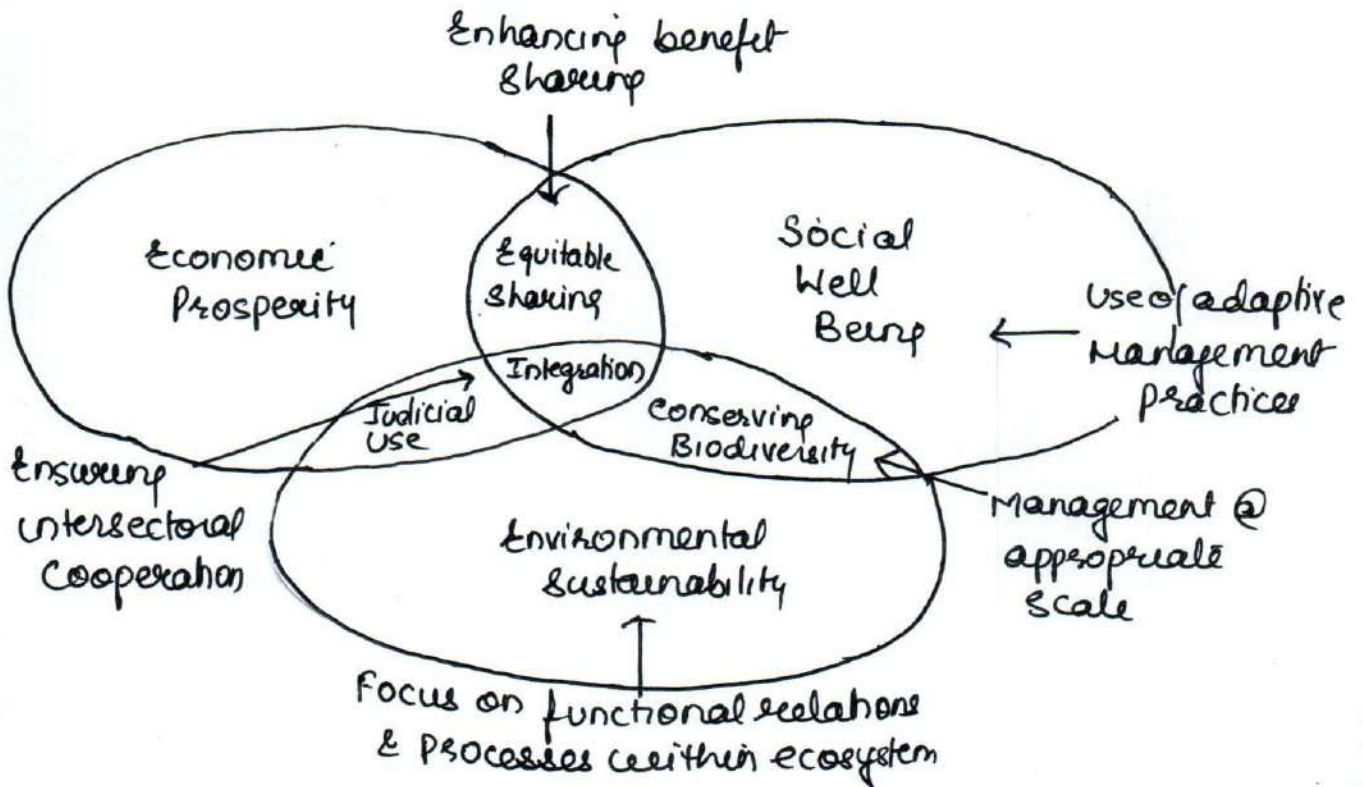 Enhancing benefit
Sharing
Economic
Prosperity
Equitable
Sharing
Social
Well
Being
Use of adaptive
Management
Practices
Integration
Judicial
Use
Conserving
Biodiversity
Ensuring
intersectoral
Cooperation
Environmental
Sustainability
Management @
appropriate
Scale
Focus on functional relations
& Processes within ecosystem